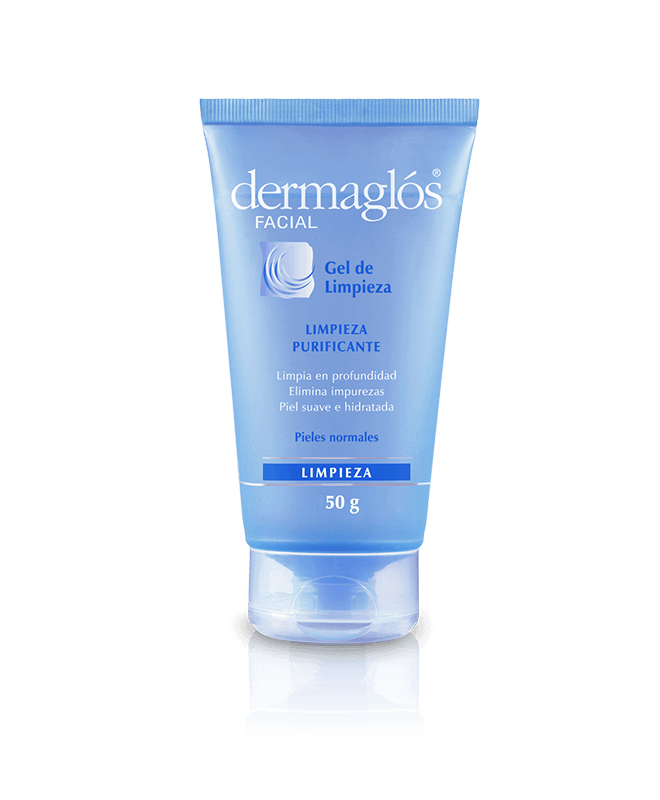 dermaglós®
FACIAL
Gel de
Limpieza
LIMPIEZA
PURIFICANTE
Limpia en profundidad
Elimina impurezas
Piel suave e hidratada
Pieles normales
LIMPIEZA
50 g